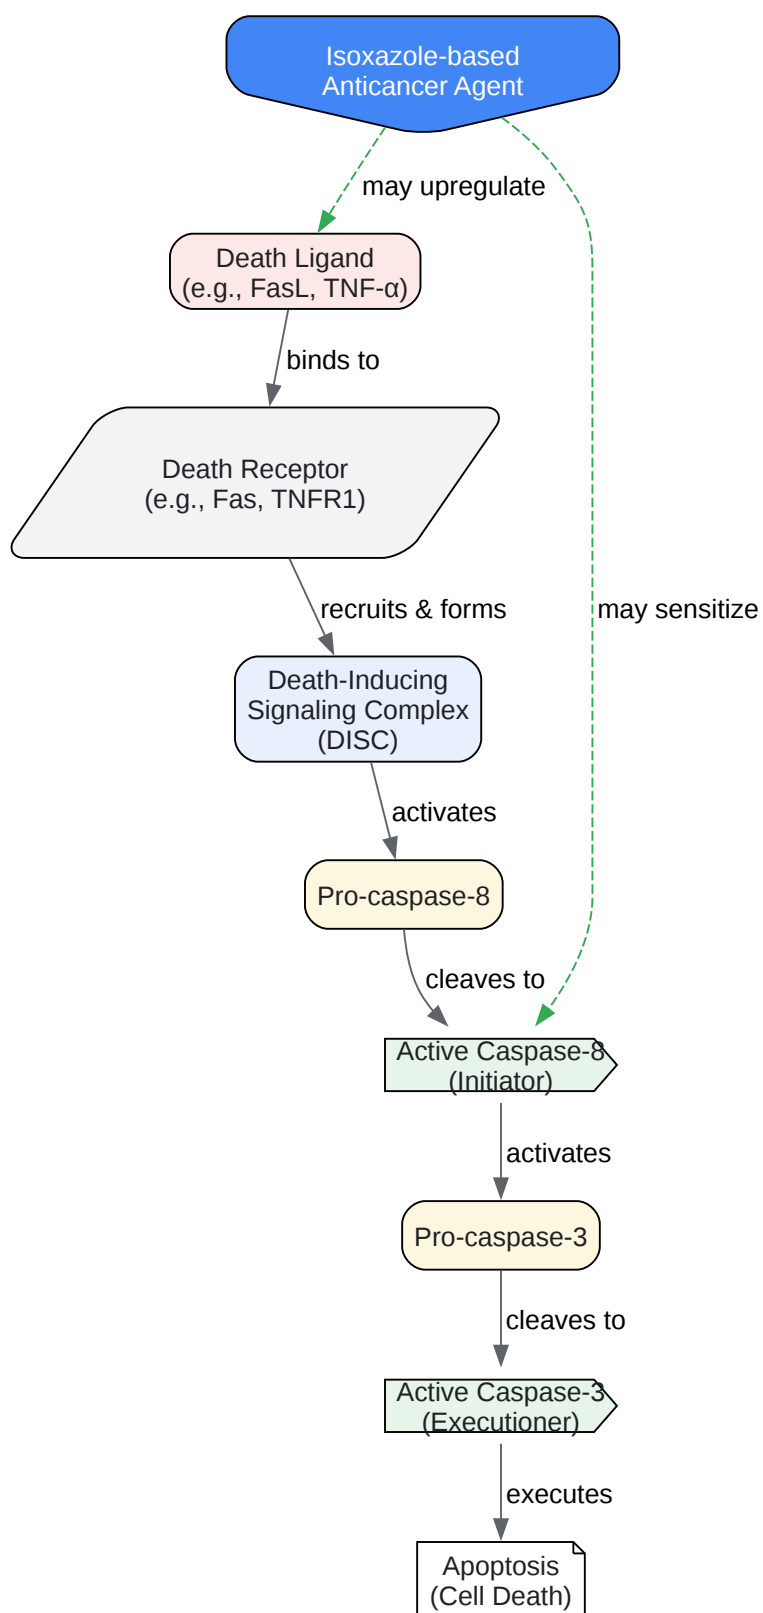 Isoxazole-based
Anticancer Agent
may upregulate
Death Ligand
(e.g., FasL, TNF-α)
binds to
Death Receptor
(e.g., Fas, TNFR1)
recruits & forms
may sensitize
Death-Inducing
Signaling Complex
(DISC)
activates
Pro-caspase-8
cleaves to
Active Caspase-8
(Initiator)
activates
Pro-caspase-3
cleaves to
Active Caspase-3
(Executioner)
executes
Apoptosis
(Cell Death)